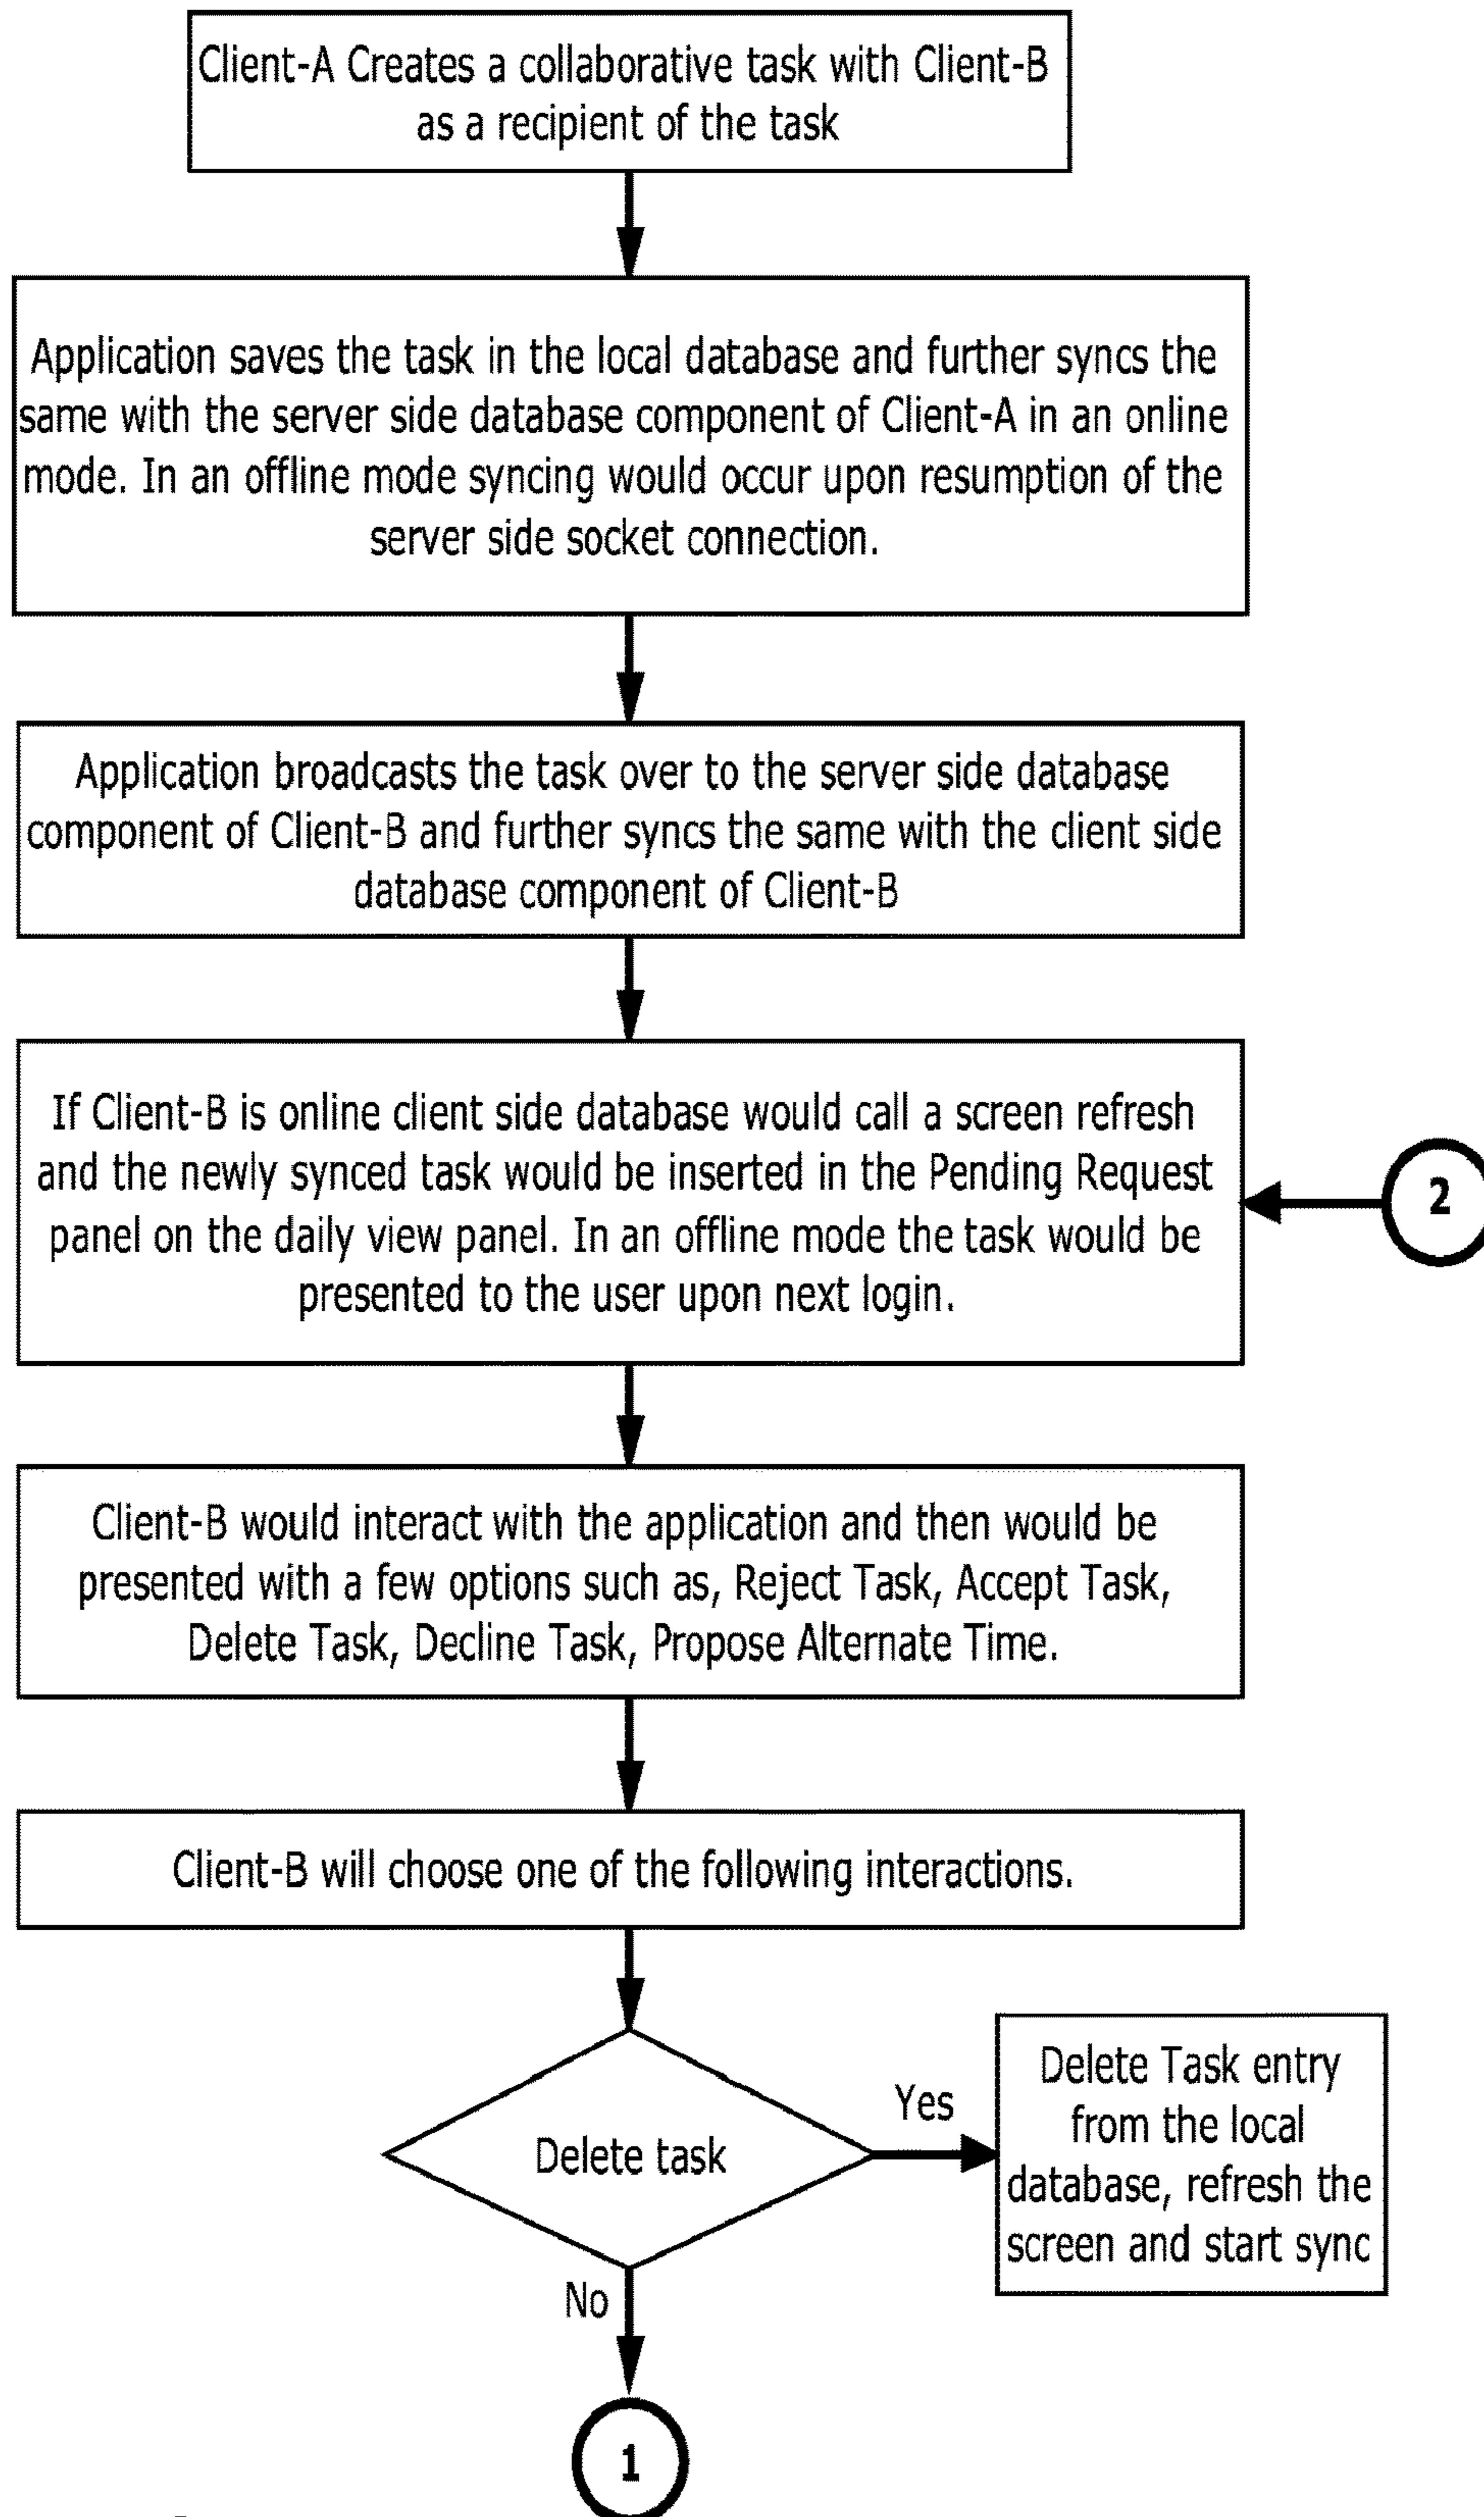 Client-A Creates a collaborative task with Client-B
as a recipient of the task
Application saves the task in the local database and further syncs the
same with the server side database component of Client-A in an online
mode. In an offline mode syncing would occur upon resumption of the
server side socket connection.
Application broadcasts the task over to the server side database
component of Client-B and further syncs the same with the client side
database component of Client-B
If Client-B is online client side database would call a screen refresh
and the newly synced task would be inserted in the Pending Request
panel on the daily view panel. In an offline mode the task would be
presented to the user upon next login.
2
Client-B would interact with the application and then would be
presented with a few options such as, Reject Task, Accept Task,
Delete Task, Decline Task, Propose Alternate Time.
Client-B will choose one of the following interactions.
Delete task
Yes
Delete Task entry
from the local
database, refresh the
screen and start sync
No
1